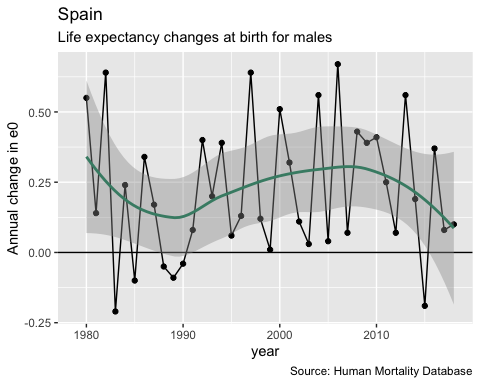 Spain
Life expectancy changes at birth for males
Annual change in e0
0.50
0.25
0.00
-0.25
1980
1990
2000
2010
year
Source: Human Mortality Database